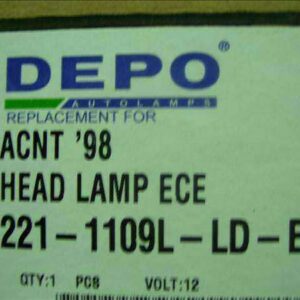 DEPO®
AUTOLAMPS
REPLACEMENT FOR
ACNT '98
HEAD LAMP ECE
221-1109L-LD-E
QTY:1 PCS VOLT:12